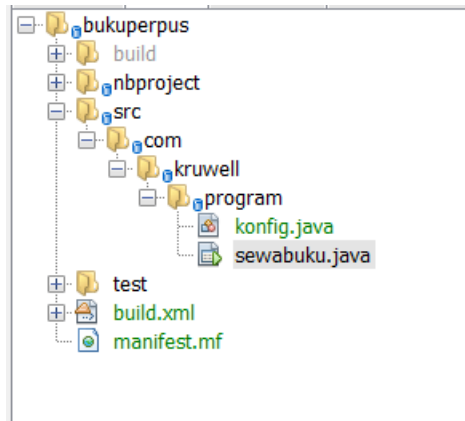 bukuperpus
build
nbproject
src
com
kruwell
program
konfig.java
sewabuku.java
test
build.xml
manifest.mf